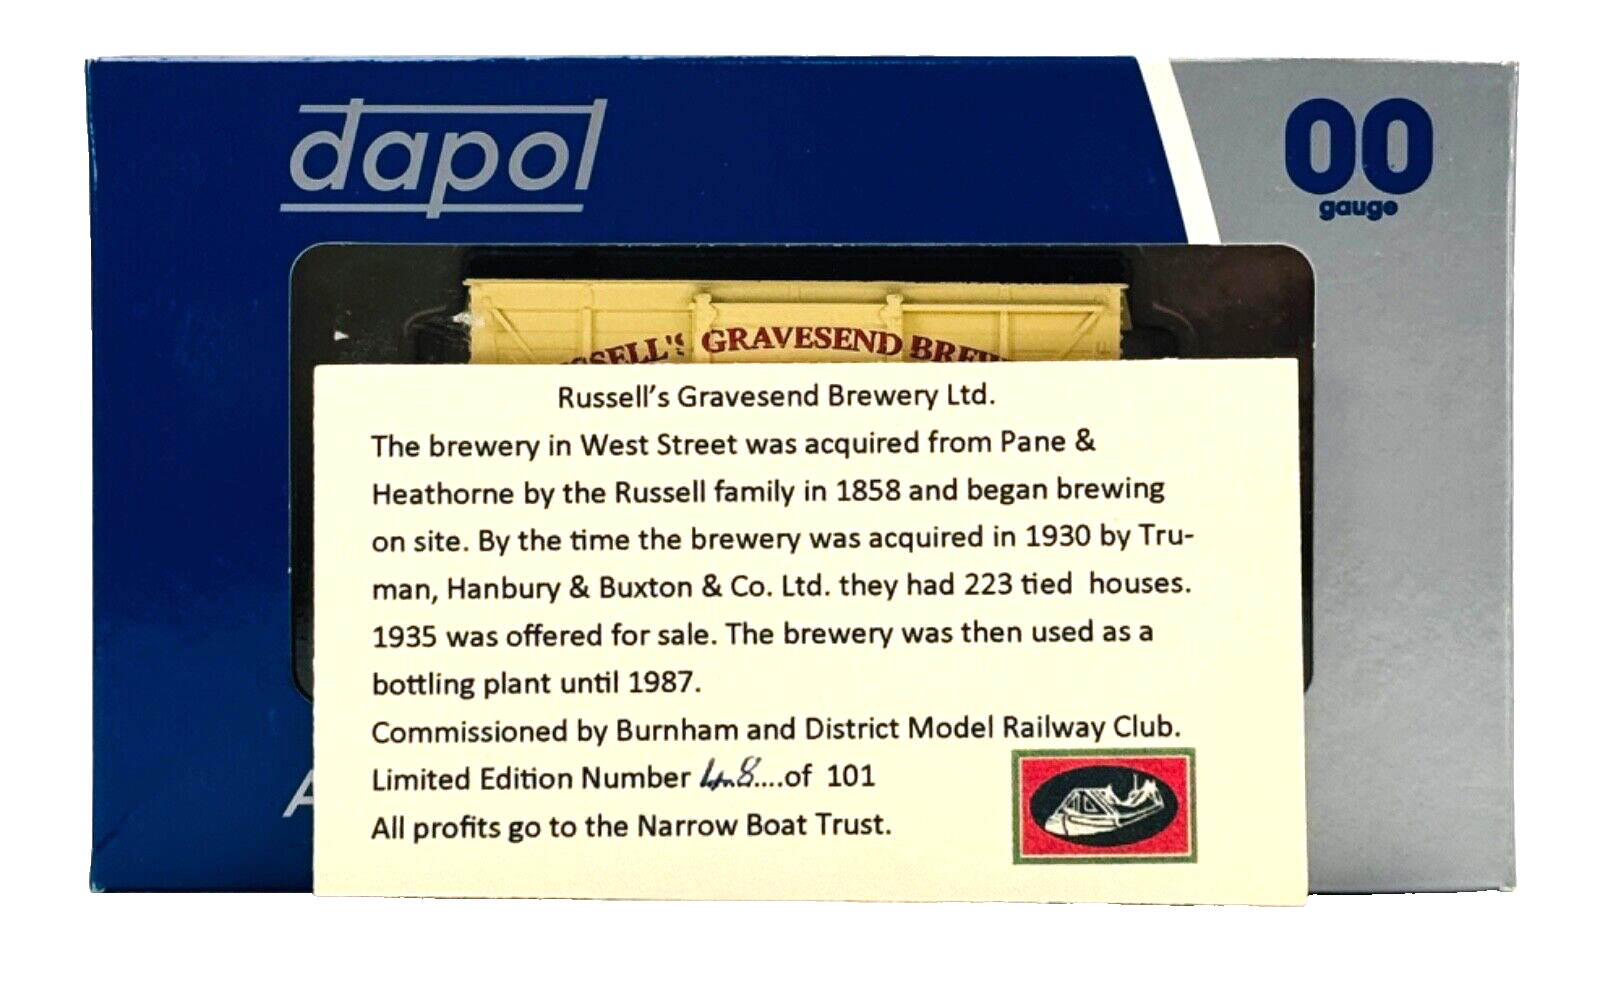 dapol
00
gauge
SSELL'S GRAVESEND BREW
Russell's Gravesend Brewery Ltd.
The brewery in West Street was acquired from Pane &
Heathorne by the Russell family in 1858 and began brewing
on site. By the time the brewery was acquired in 1930 by Tru-
man, Hanbury & Buxton & Co. Ltd. they had 223 tied houses.
1935 was offered for sale. The brewery was then used as a
bottling plant until 1987.
Commissioned by Burnham and District Model Railway Club.
Limited Edition Number 48....of 101
All profits go to the Narrow Boat Trust.